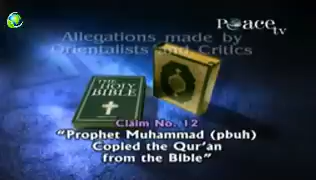 Peace
tv
Allegations made by
Orientalists and Critics
THE
HOLY
BIBLE
Claim No. 12
"Prophet Muhammad (pbuh)
Copied the Qur'an
from the Bible"